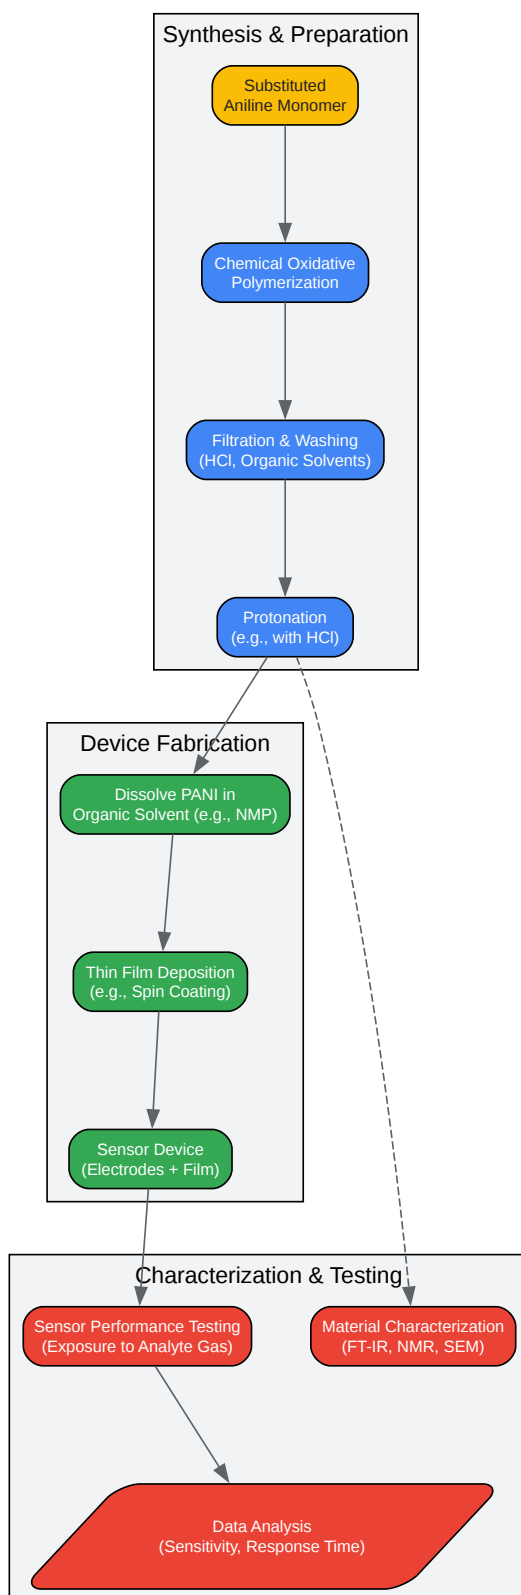 Synthesis & Preparation
Substituted
Aniline Monomer
Chemical Oxidative
Polymerization
Filtration & Washing
(HCl, Organic Solvents)
Protonation
(e.g., with HCl)
Device Fabrication
Dissolve PANI in
Organic Solvent (e.g., NMP)
Thin Film Deposition
(e.g., Spin Coating)
Sensor Device
(Electrodes + Film)
Characterization & Testing
Sensor Performance Testing
(Exposure to Analyte Gas)
Material Characterization
(FT-IR, NMR, SEM)
Data Analysis
(Sensitivity, Response Time)